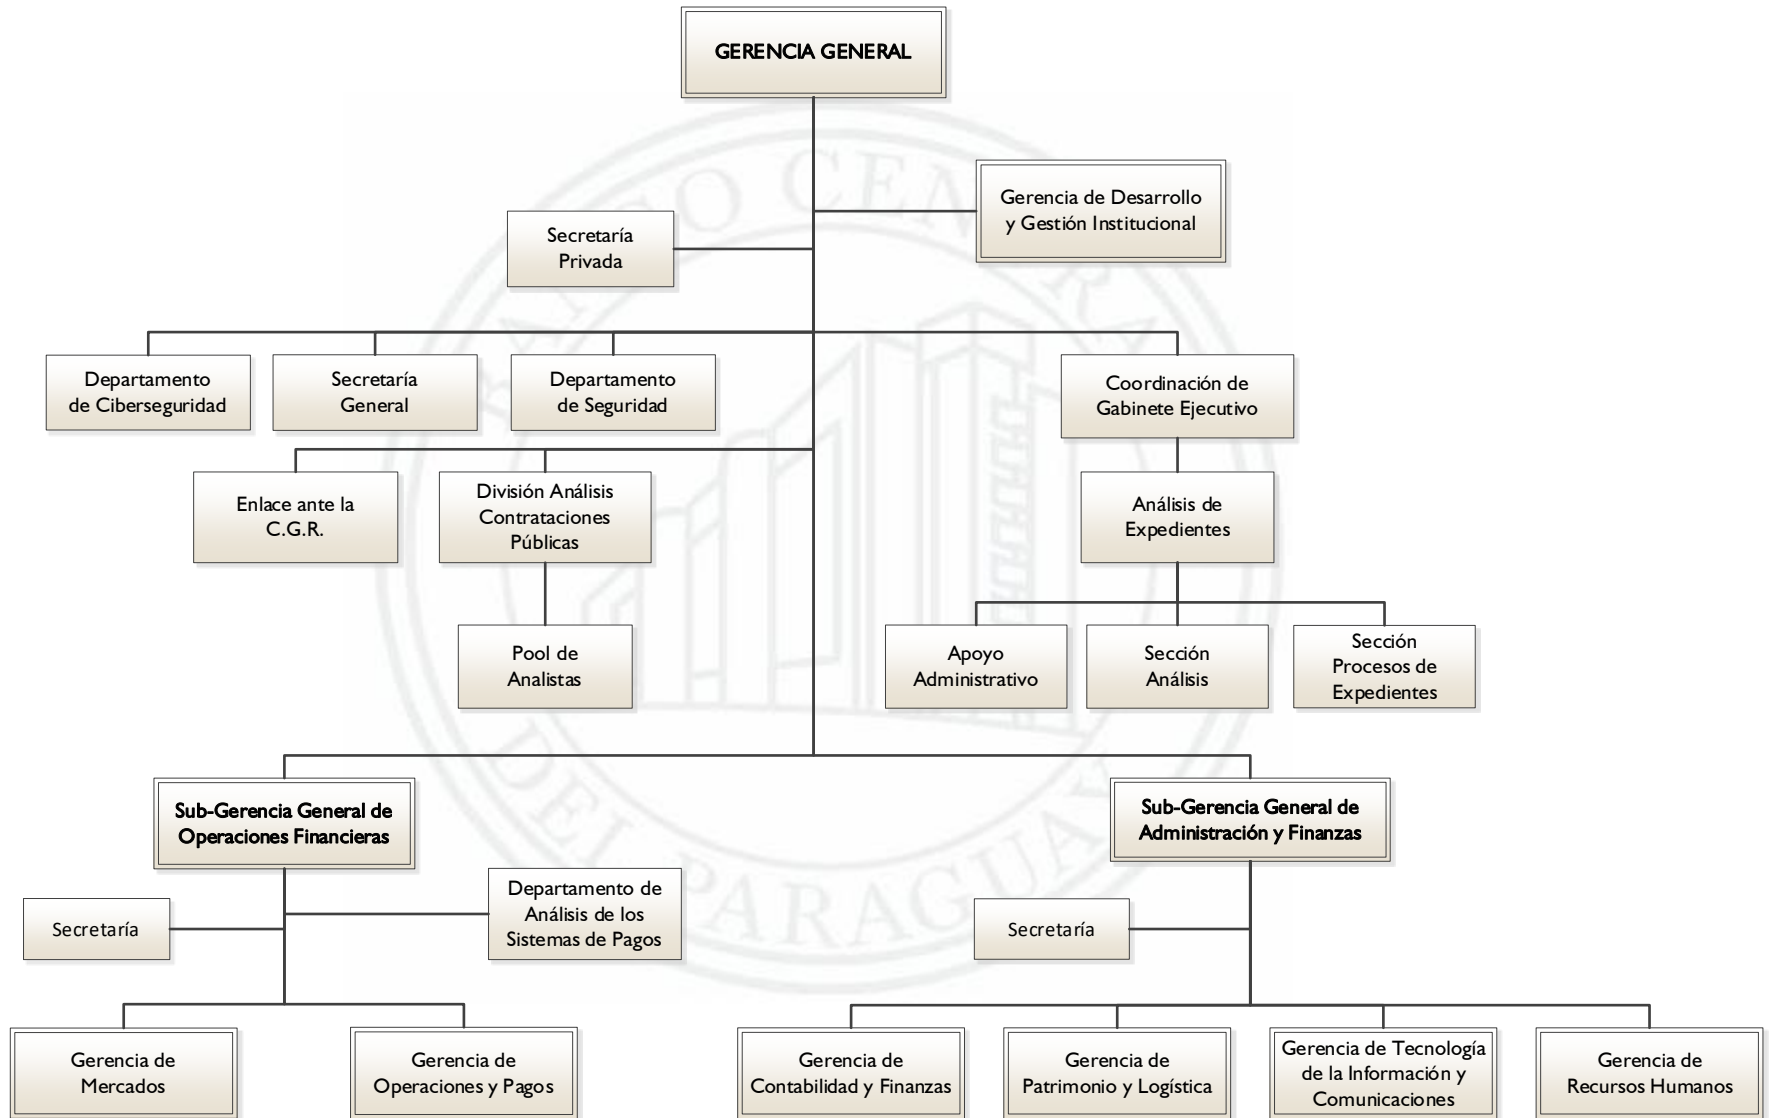 GERENCIA GENERAL
Gerencia de Desarrollo
y Gestión Institucional
Secretaría
Privada
Departamento
de Ciberseguridad
Secretaría
General
Departamento
de Seguridad
Coordinación de
Gabinete Ejecutivo
Enlace ante la
C.G.R.
División Análisis
Contrataciones
Públicas
Análisis de
Expedientes
Pool de
Analistas
Apoyo
Administrativo
Sección
Análisis
Sección
Procesos de
Expedientes
Sub-Gerencia General de
Operaciones Financieras
Sub-Gerencia General de
Administración y Finanzas
Secretaría
Departamento de
Análisis de los
Sistemas de Pagos
Secretaría
Gerencia de
Mercados
Gerencia de
Operaciones y Pagos
Gerencia de
Contabilidad y Finanzas
Gerencia de
Patrimonio y Logística
Gerencia de Tecnología
de la Información y
Comunicaciones
Gerencia de
Recursos Humanos
BANCO CENTRAL
DEL PARAGUAY